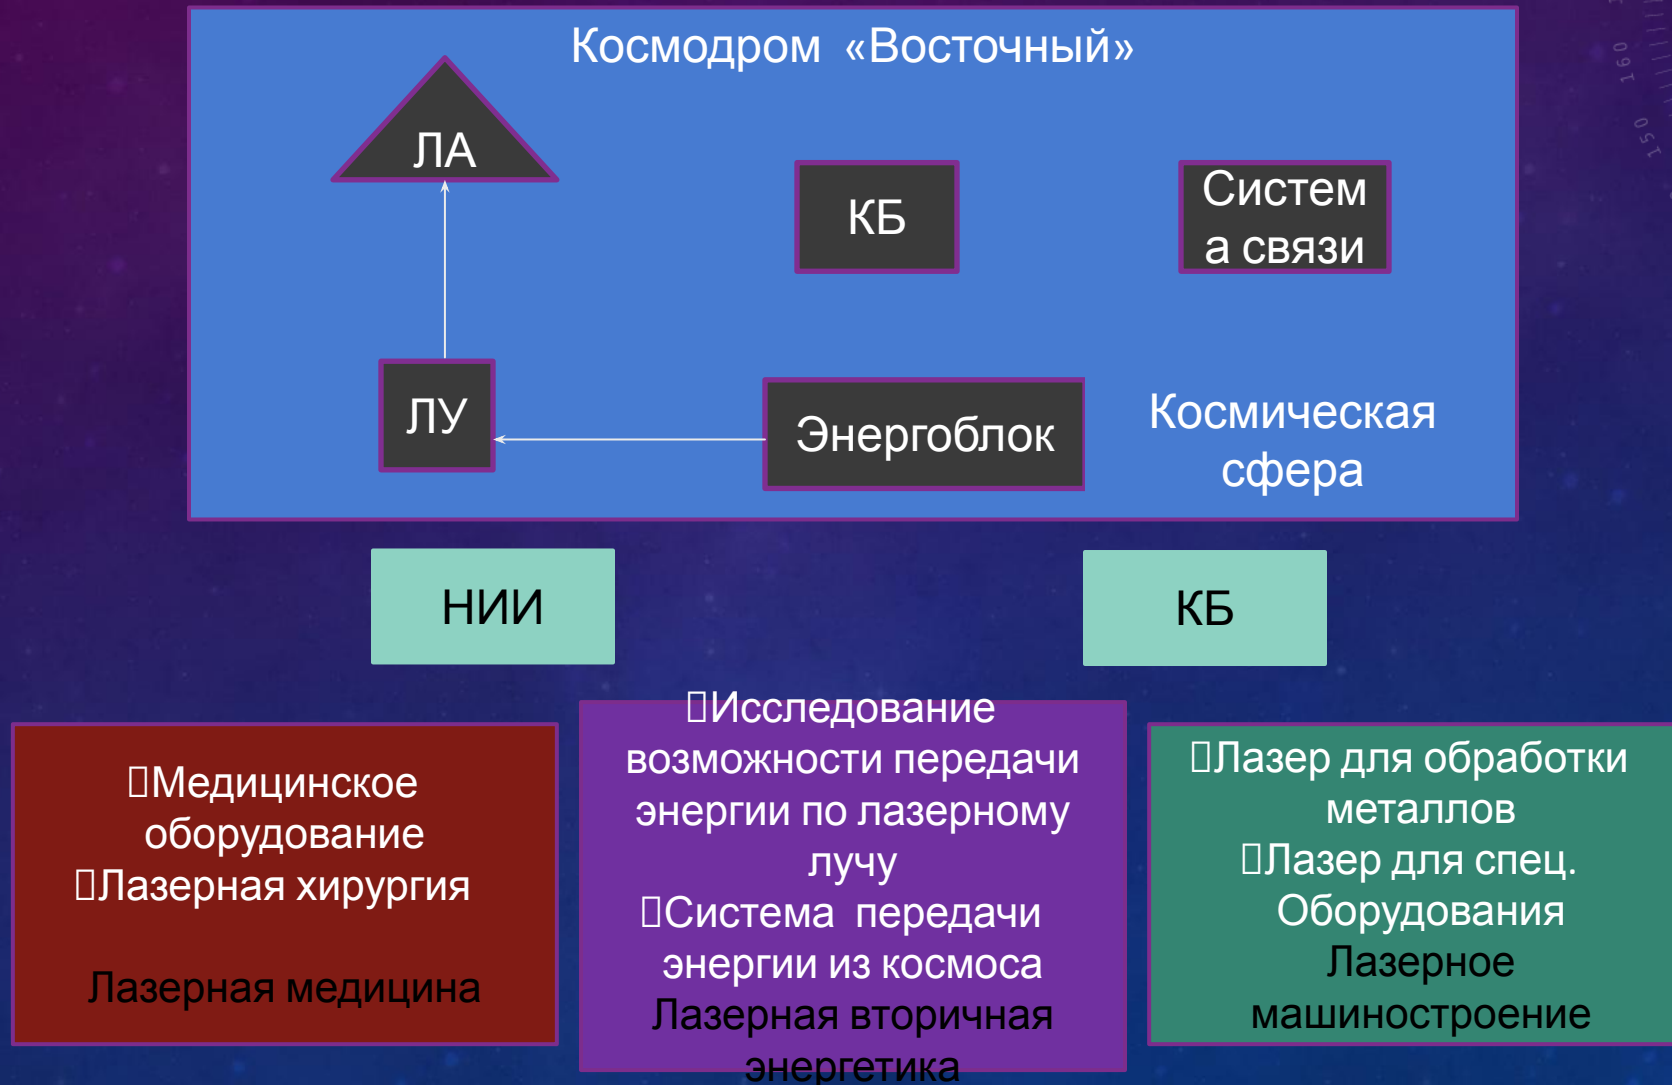 Космодром «Восточный»
ЛА
КБ
Систем
а связи
ЛУ
Энергоблок
Космическая
сфера
НИИ
КБ
Медицинское
оборудование
Лазерная хирургия
Лазерная медицина
Исследование
возможности передачи
энергии по лазерному
лучу
Система передачи
энергии из космоса
Лазерная вторичная
энергетика
Лазер для обработки
металлов
Лазер для спец.
Оборудования
Лазерное
машиностроение
160
150